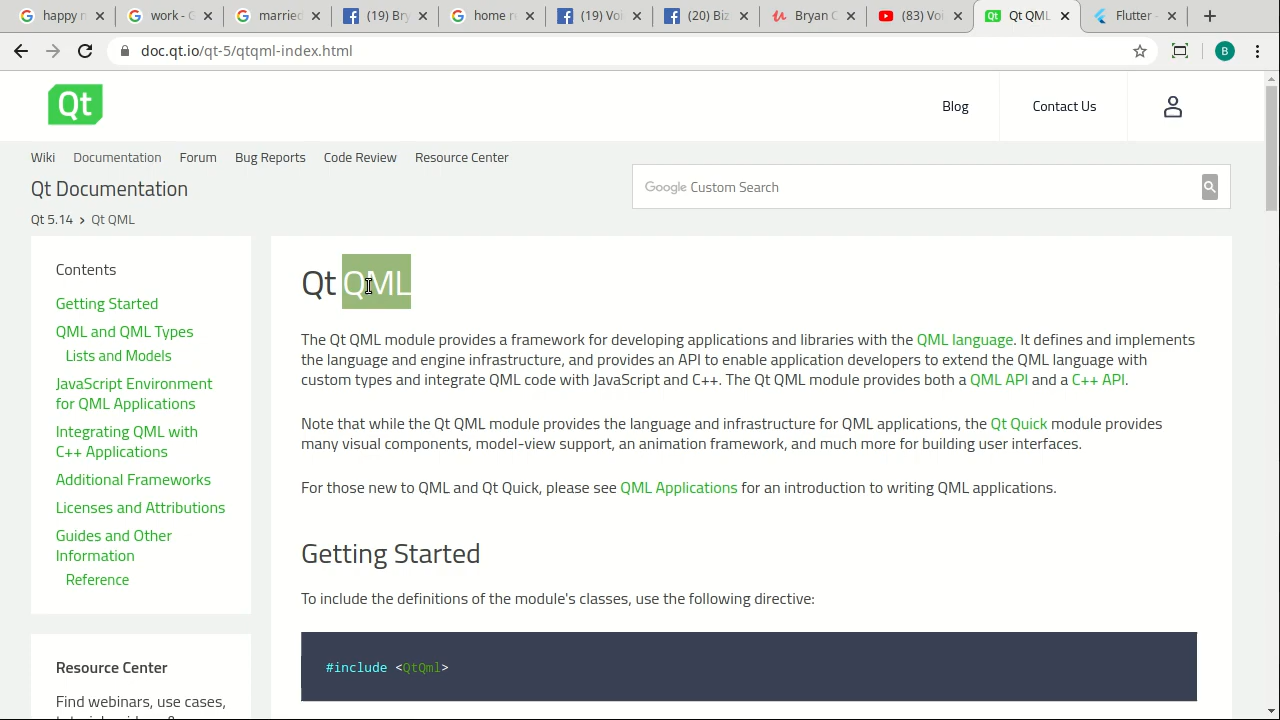 happy n
work - 
married
(19) Bry
home re
(19) Voi
(20) Biz
Bryan C
(83) Vo
Qt QML
Flutter -
doc.qt.io/qt-5/qtqml-index.html
B
Qt
Blog
Contact Us
Wiki Documentation Forum Bug Reports Code Review Resource Center
Qt Documentation
Google Custom Search
Qt 5.14 > Qt QML
Contents
Getting Started
QML and QML Types
Lists and Models
JavaScript Environment
for QML Applications
Integrating QML with
C++ Applications
Additional Frameworks
Licenses and Attributions
Guides and Other
Information
Reference
Resource Center
Find webinars, use cases,
Qt QML
The Qt QML module provides a framework for developing applications and libraries with the QML language. It defines and implements
the language and engine infrastructure, and provides an API to enable application developers to extend the QML language with
custom types and integrate QML code with JavaScript and C++. The Qt QML module provides both a QML API and a C++ API.
Note that while the Qt QML module provides the language and infrastructure for QML applications, the Qt Quick module provides
many visual components, model-view support, an animation framework, and much more for building user interfaces.
For those new to QML and Qt Quick, please see QML Applications for an introduction to writing QML applications.
Getting Started
To include the definitions of the module's classes, use the following directive:
#include <QtQml>